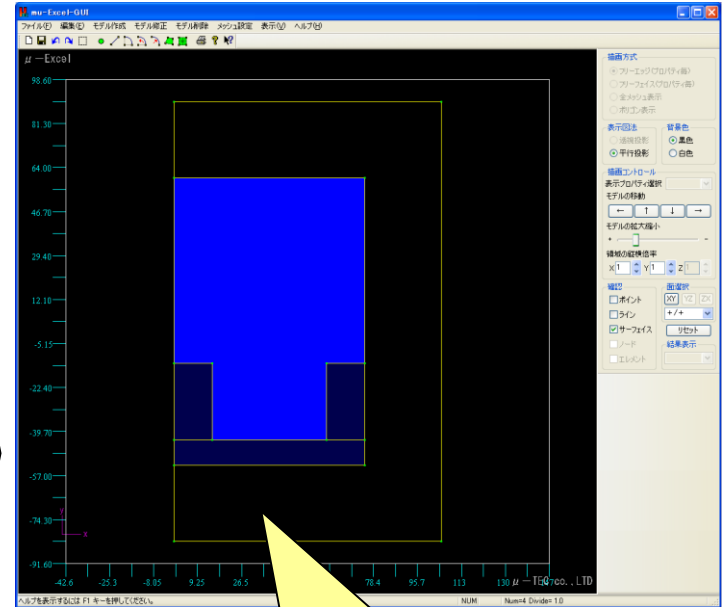 mu-Excel-GUI
ファイル(F) 編集(E) モデル作成 モデル修正 モデル削除 メッシュ設定 表示(V) ヘルプ(H)
μ-Excel
98.60
81.30
64.00
46.70
29.40
12.10
-5.15
-22.40
-39.70
-57.00
-74.30
-91.60
Y
X
-42.6 -25.3 -8.05 9.25 26.5 78.4 95.7 113 130
μ-TEC co.,LTD
描画方式
フリーエッジ(プロパティ毎)
フリーフェイス(プロパティ毎)
全メッシュ表示
ポリゴン表示
表示図法 背景色
透視投影 黒色
平行投影 白色
描画コントロール
表示プロパティ選択
モデルの移動
← ↑ ↓ →
モデルの拡大縮小
+ -
領域の縦横倍率
X 1 Y 1 Z 1
確認 面選択
ポイント XY YZ ZX
ライン +/+
サーフェイス リセット
ノード 結果表示
エレメント
ヘルプを表示するには F1 キーを押してください。 NUM Num=4 Divide= 1.0